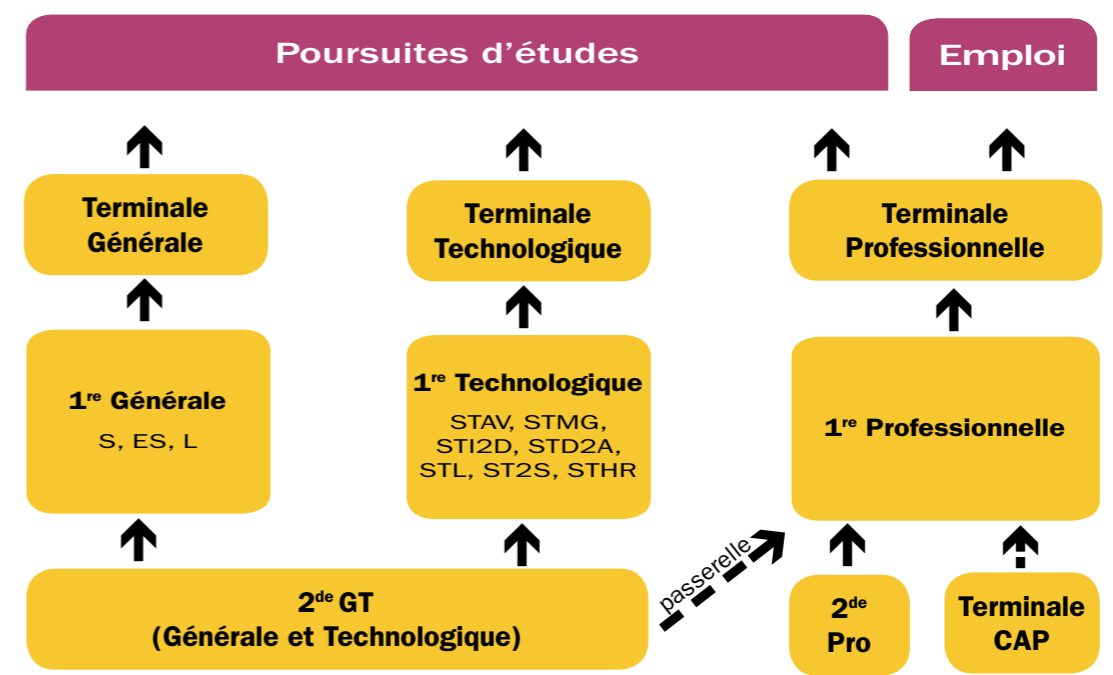 Poursuites d'études
Emploi
Terminale
Générale
Terminale
Technologique
Terminale
Professionnelle
1re Générale
S, ES, L
1re Technologique
STAV, STMG,
STI2D, STD2A,
STL, ST2S, STHR
1re Professionnelle
2de GT
(Générale et Technologique)
passerelle
2de
Pro
Terminale
CAP